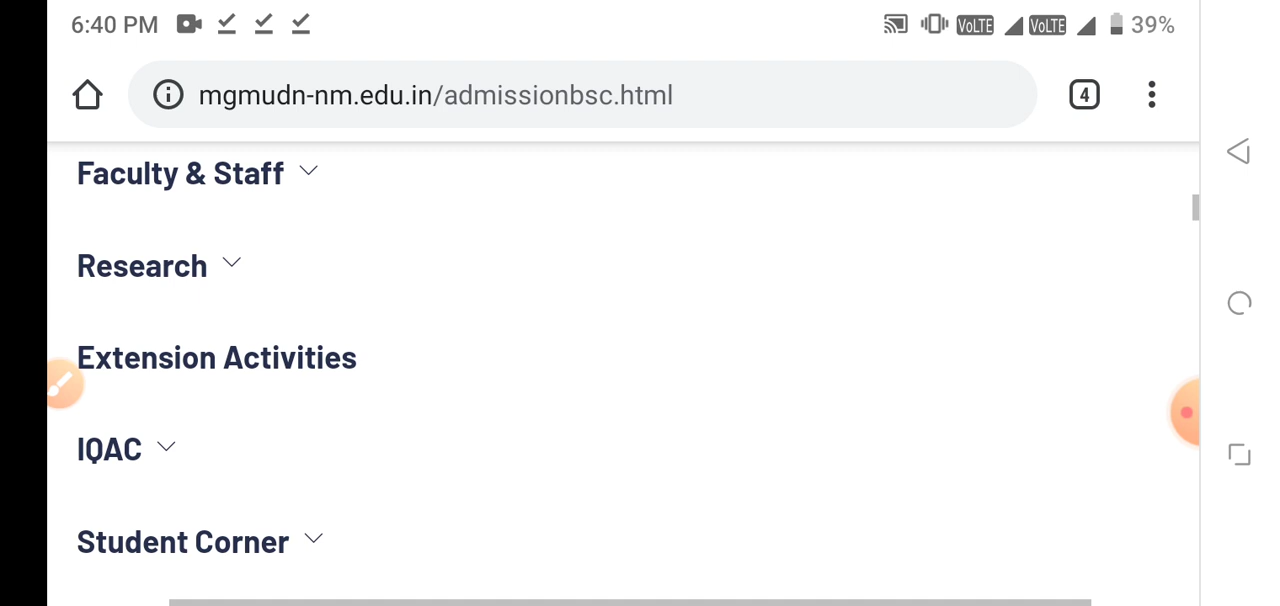 6:40 PM VoLTE VoLTE 39%
mgmudn-nm.edu.in/admissionbsc.html 4
Faculty & Staff
Research
Extension Activities
IQAC
Student Corner